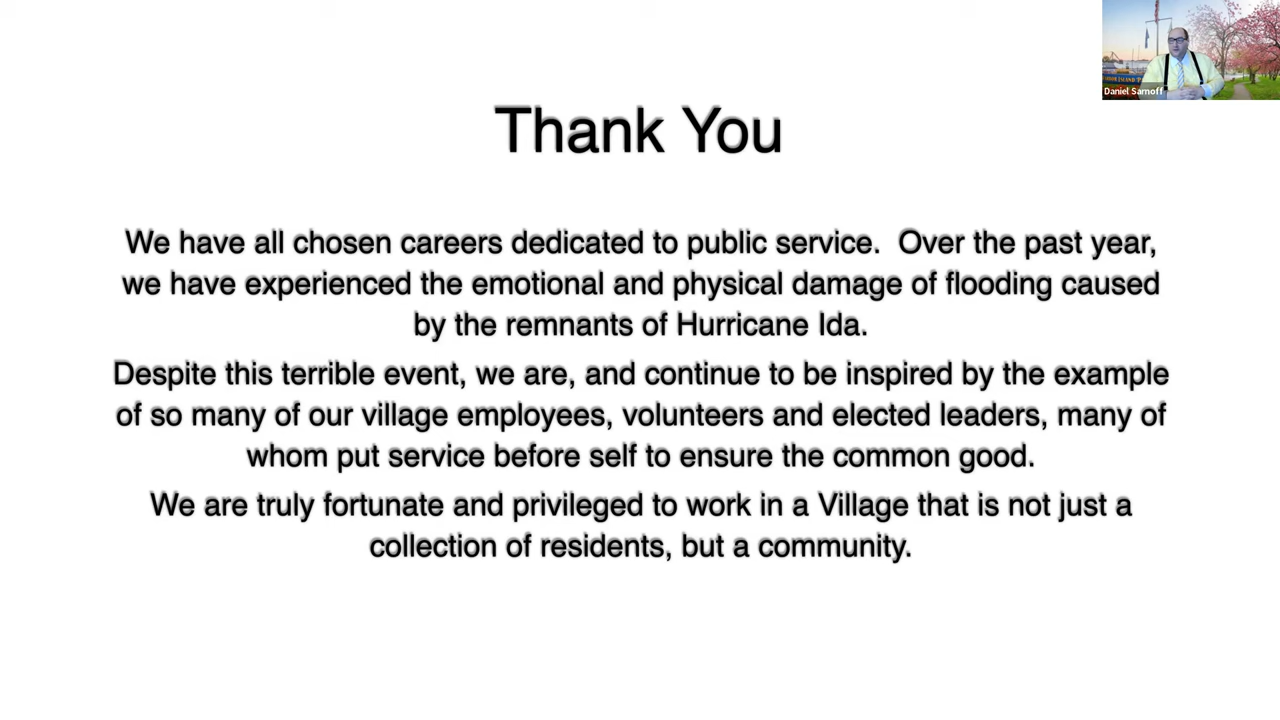 Daniel Sarnoff
Thank You
We have all chosen careers dedicated to public service.  Over the past year,
we have experienced the emotional and physical damage of flooding caused
by the remnants of Hurricane Ida.
Despite this terrible event, we are, and continue to be inspired by the example
of so many of our village employees, volunteers and elected leaders, many of
whom put service before self to ensure the common good.
We are truly fortunate and privileged to work in a Village that is not just a
collection of residents, but a community.